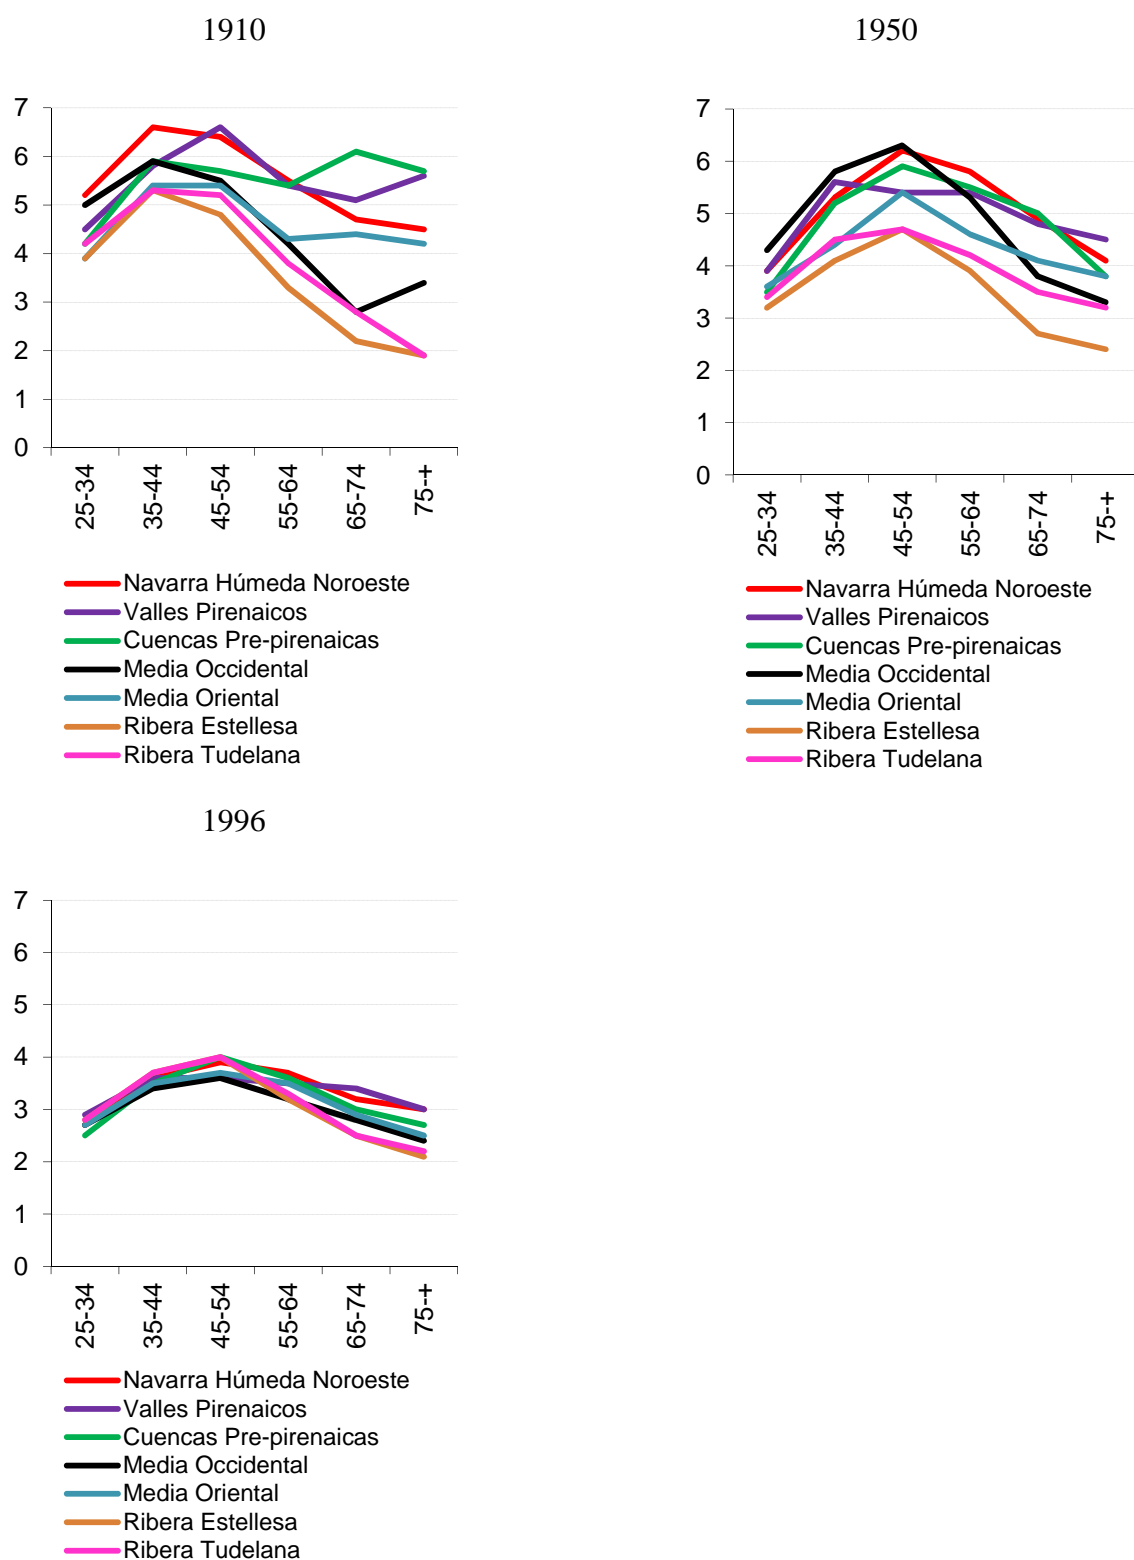 1910
7
6
5
4
3
2
1
0
25-34
35-44
45-54
55-64
65-74
75-+
Navarra Húmeda Noroeste
Valles Pirenaicos
Cuencas Pre-pirenaicas
Media Occidental
Media Oriental
Ribera Estellesa
Ribera Tudelana
1950
7
6
5
4
3
2
1
0
25-34
35-44
45-54
55-64
65-74
75-+
Navarra Húmeda Noroeste
Valles Pirenaicos
Cuencas Pre-pirenaicas
Media Occidental
Media Oriental
Ribera Estellesa
Ribera Tudelana
1996
7
6
5
4
3
2
1
0
25-34
35-44
45-54
55-64
65-74
75-+
Navarra Húmeda Noroeste
Valles Pirenaicos
Cuencas Pre-pirenaicas
Media Occidental
Media Oriental
Ribera Estellesa
Ribera Tudelana